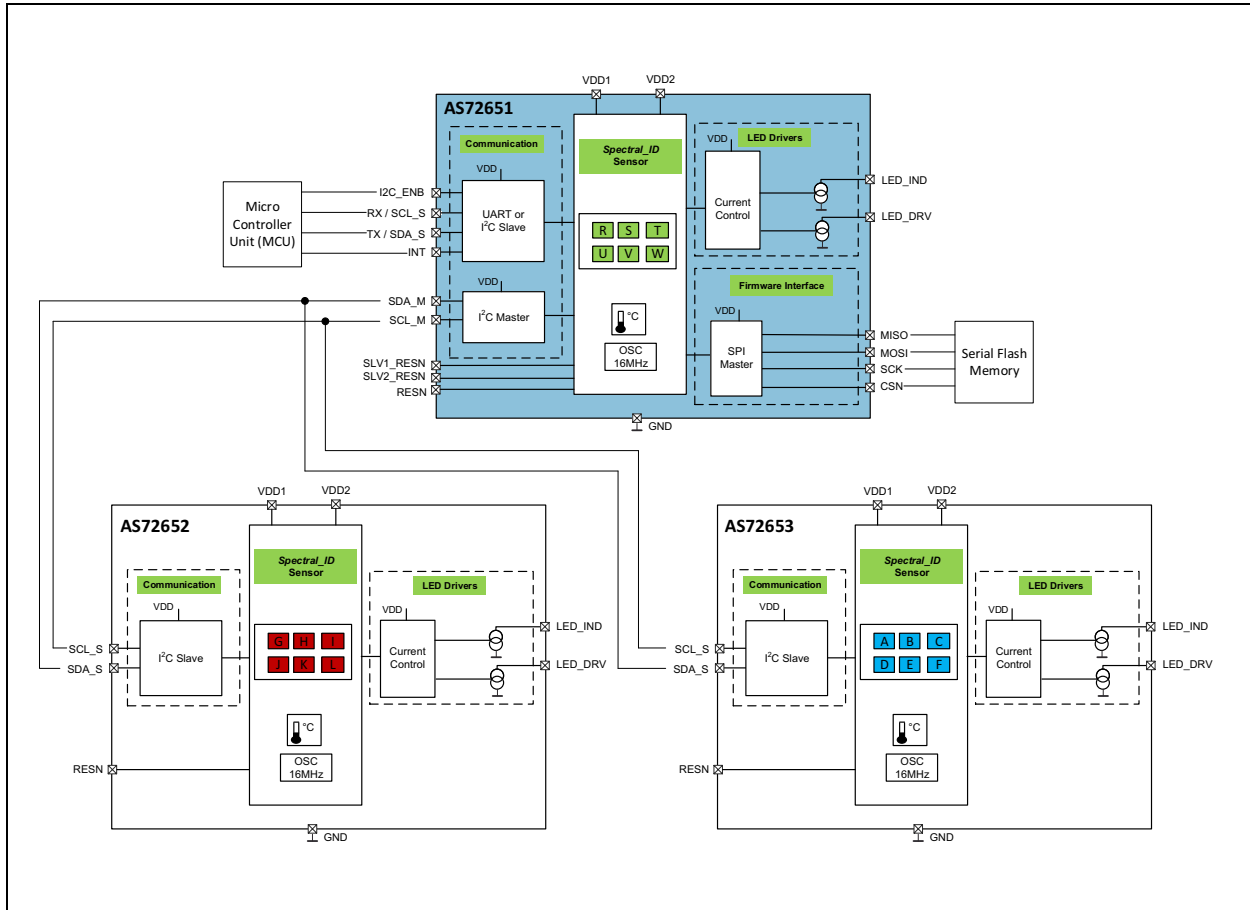 VDD1
VDD2
AS72651
Communication
VDD
UART or
I²C Slave
VDD
I²C Master
Spectral_ID
Sensor
R S T
U V W
°C
OSC
16MHz
LED Drivers
VDD
Current
Control
LED_IND
LED_DRV
Firmware Interface
VDD
SPI
Master
MISO
MOSI
SCK
CSN
Serial Flash
Memory
Micro
Controller
Unit (MCU)
I2C_ENB
RX / SCL_S
TX / SDA_S
INT
SDA_M
SCL_M
SLV1_RESN
SLV2_RESN
RESN
GND
VDD1
VDD2
AS72652
Communication
VDD
I²C Slave
SCL_S
SDA_S
Spectral_ID
Sensor
G H I
J K L
°C
OSC
16MHz
LED Drivers
VDD
Current
Control
LED_IND
LED_DRV
RESN
GND
VDD1
VDD2
AS72653
Communication
VDD
I²C Slave
SCL_S
SDA_S
Spectral_ID
Sensor
A B C
D E F
°C
OSC
16MHz
LED Drivers
VDD
Current
Control
LED_IND
LED_DRV
RESN
GND